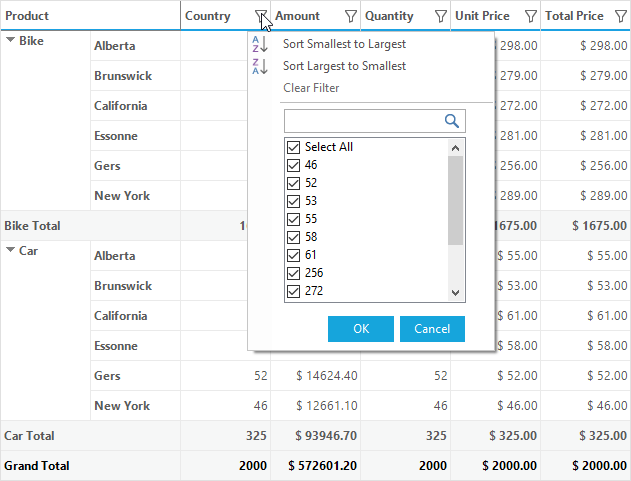 Product Country Amount Quantity Unit Price Total Price
Bike Alberta 298.00 $ 298.00
Sort Smallest to Largest
Sort Largest to Smallest
Clear Filter
Select All
46
52
53
55
58
61
256
272
OK Cancel
Brunswick 279.00 $ 279.00
California 272.00 $ 272.00
Essonne 281.00 $ 281.00
Gers 256.00 $ 256.00
New York 289.00 $ 289.00
Bike Total 1675.00 $ 1675.00
Car Alberta $ 55.00 $ 55.00
Brunswick $ 53.00 $ 53.00
California $ 61.00 $ 61.00
Essonne $ 58.00 $ 58.00
Gers 52 $ 14624.40 52 $ 52.00 $ 52.00
New York 46 $ 12661.10 46 $ 46.00 $ 46.00
Car Total 325 $ 93946.70 325 $ 325.00 $ 325.00
Grand Total 2000 $ 572601.20 2000 $ 2000.00 $ 2000.00